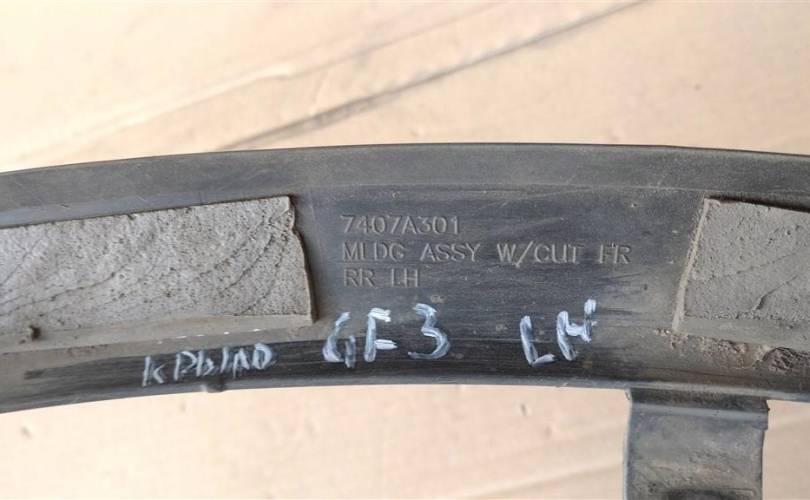 7407A301
MLDG ASSY W/CUT FR
RR LH
крыло GF3 LH